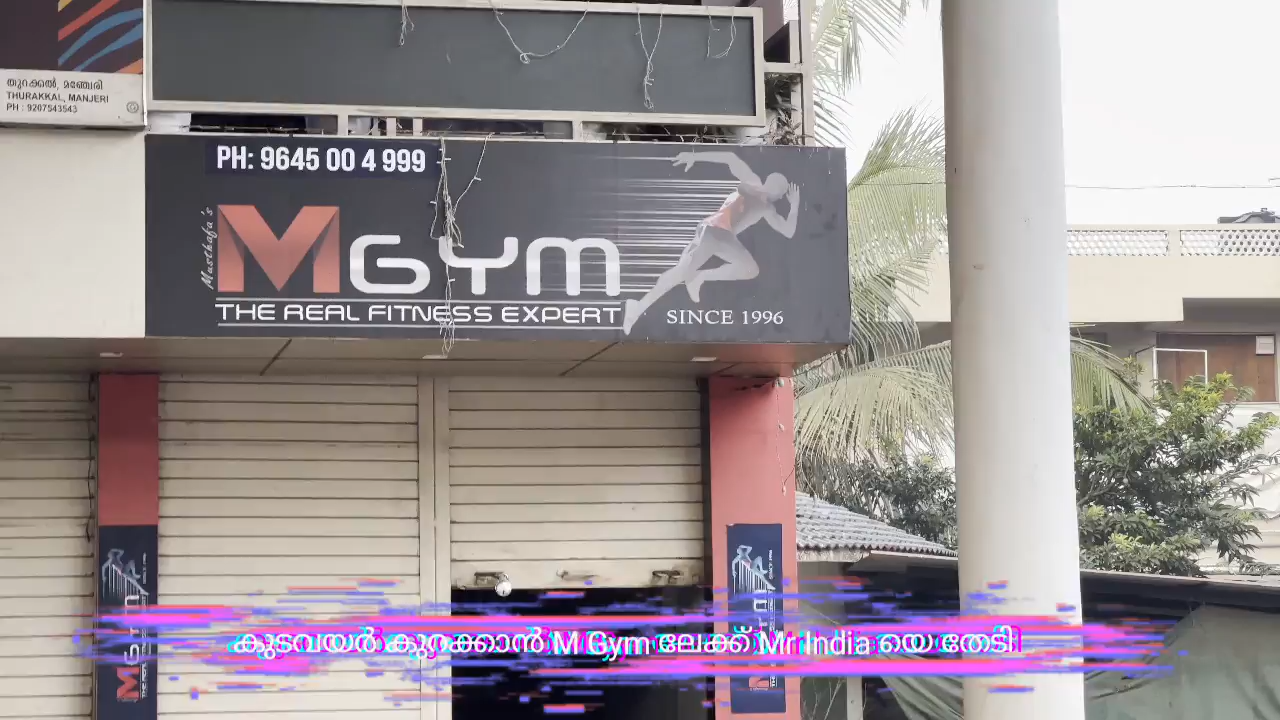 തുറക്കൽ, മഞ്ചേരി
THURAKKAL, MANJERI
PH : 9207543543
PH: 9645 00 4 999
Musthafa's
M GYM
THE REAL FITNESS EXPERT
SINCE 1996
M GYM
കുടവയർ കുറക്കാൻ M Gym ലേക്ക് Mr India യെ തേടി